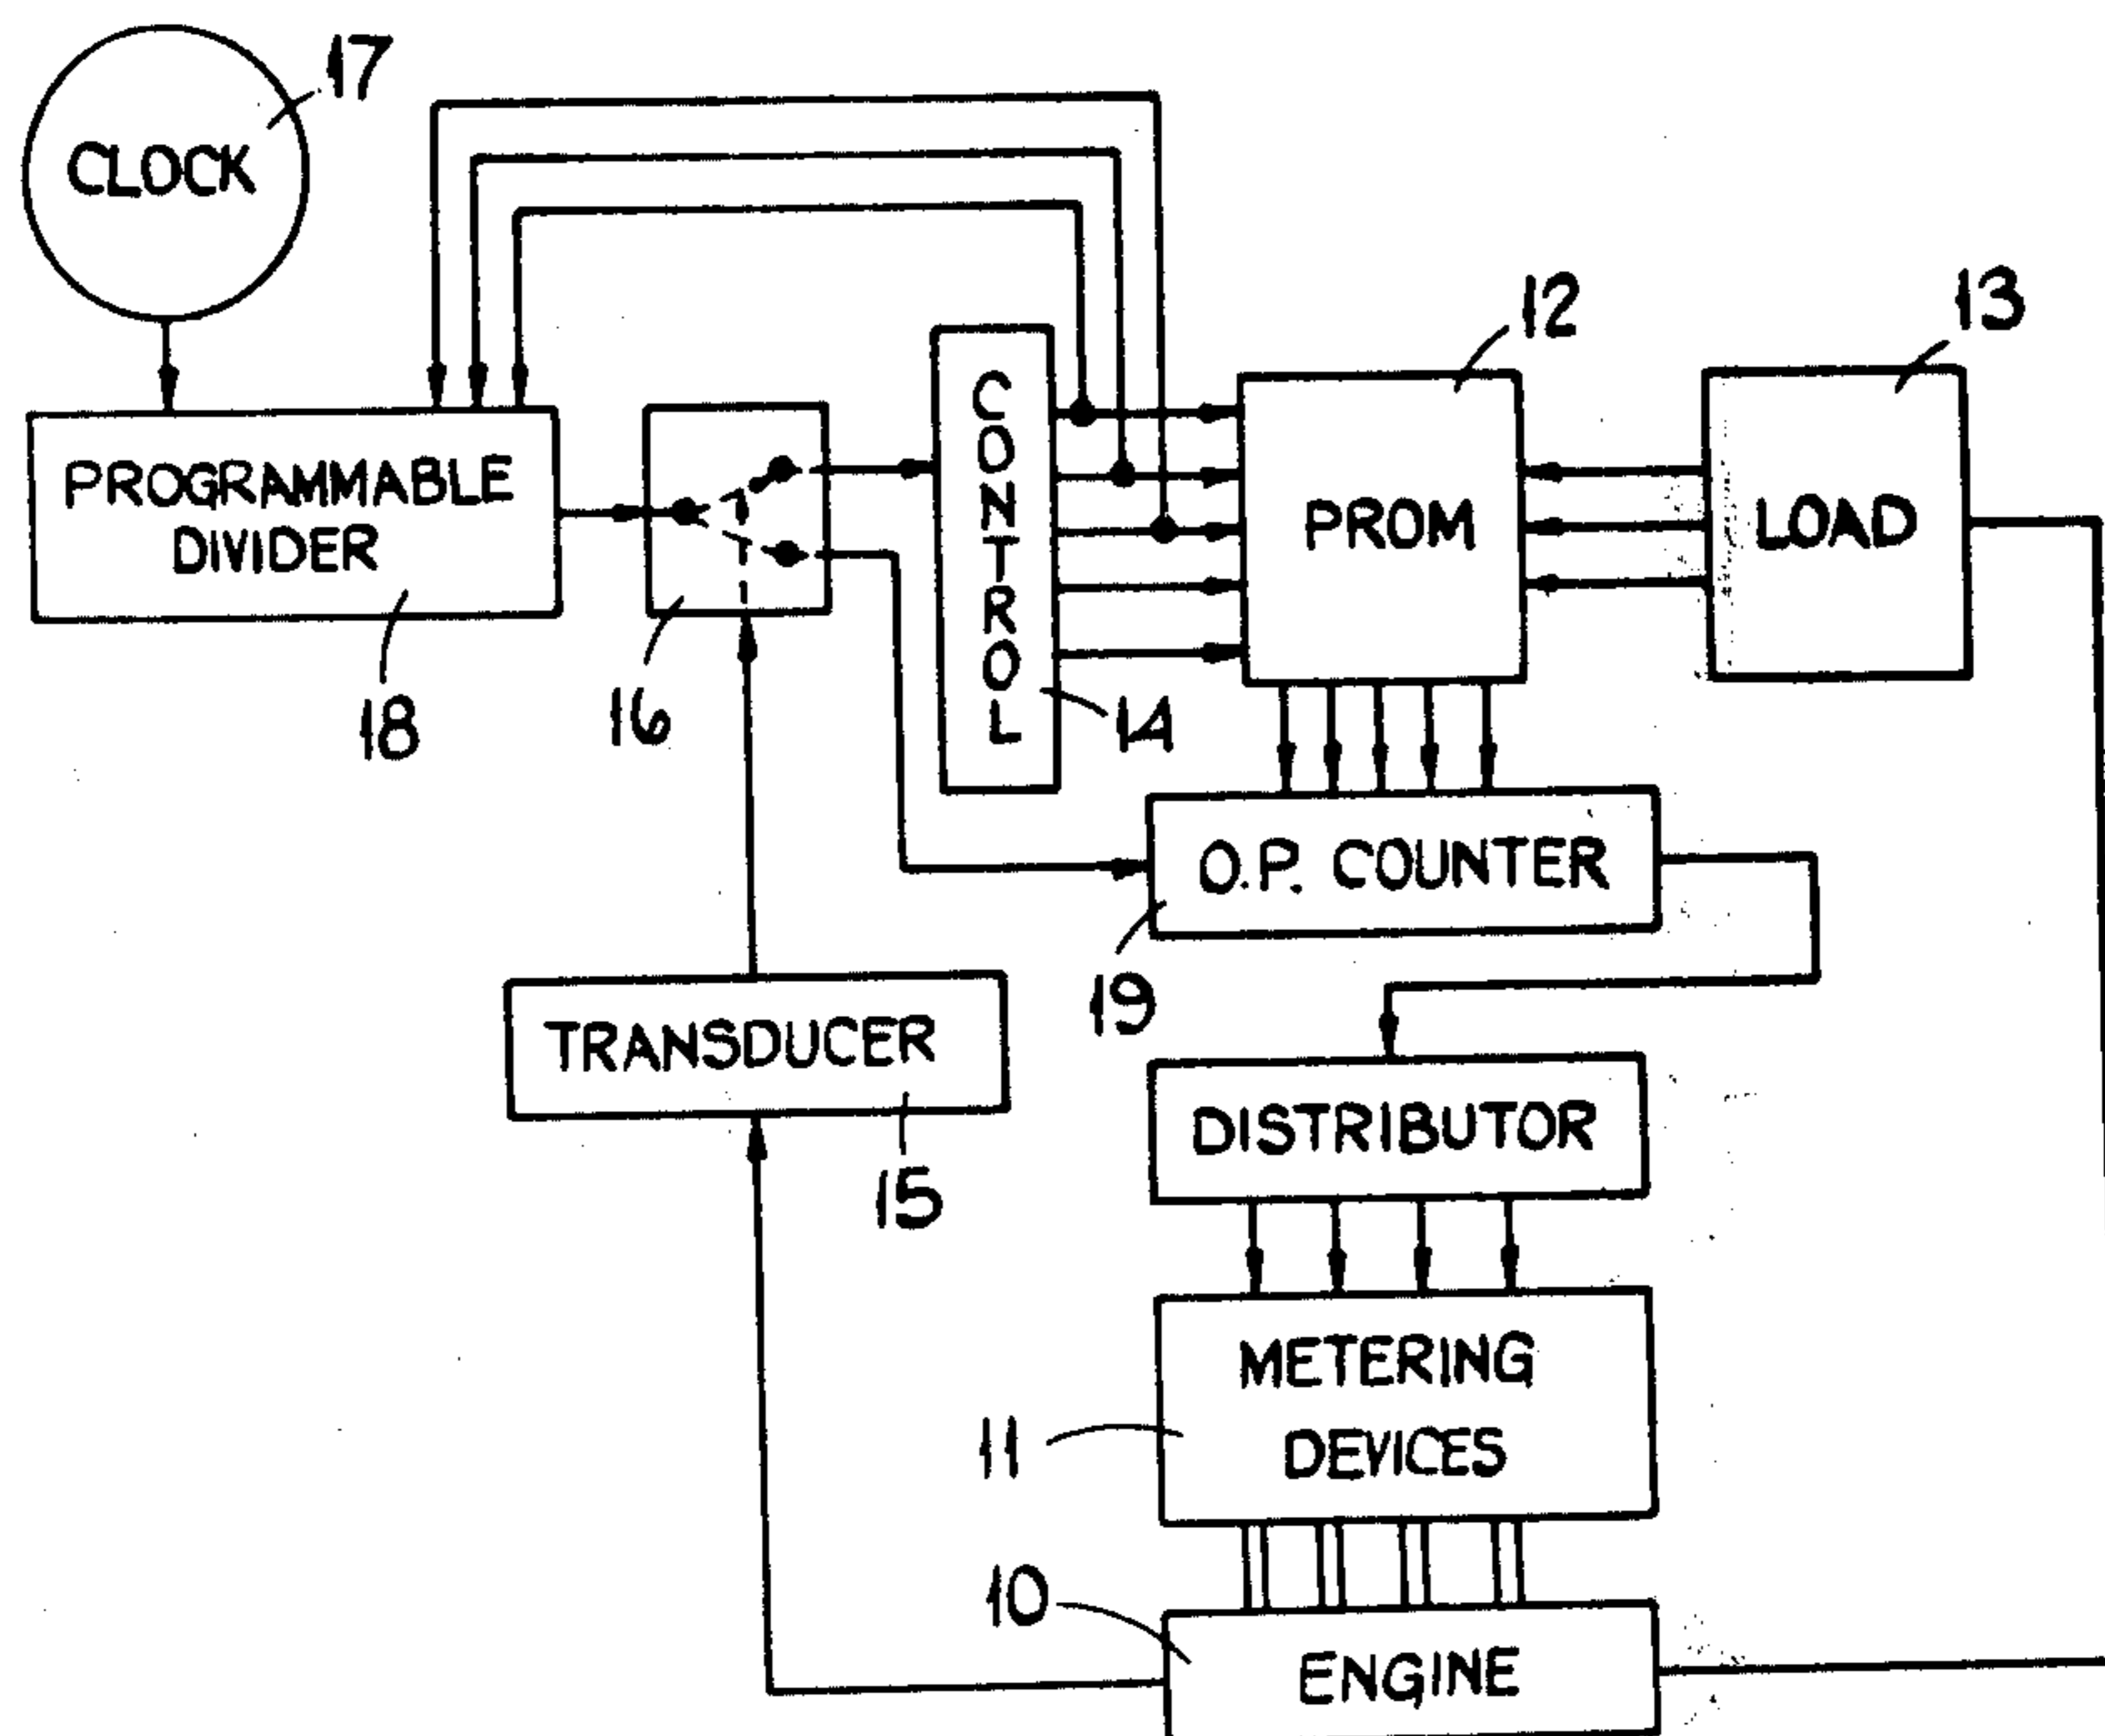 17
CLOCK
12
13
PROGRAMMABLE
DIVIDER
CONTROL
PROM
LOAD
18
16
14
O.P. COUNTER
19
TRANSDUCER
15
DISTRIBUTOR
METERING
DEVICES
11
10
ENGINE